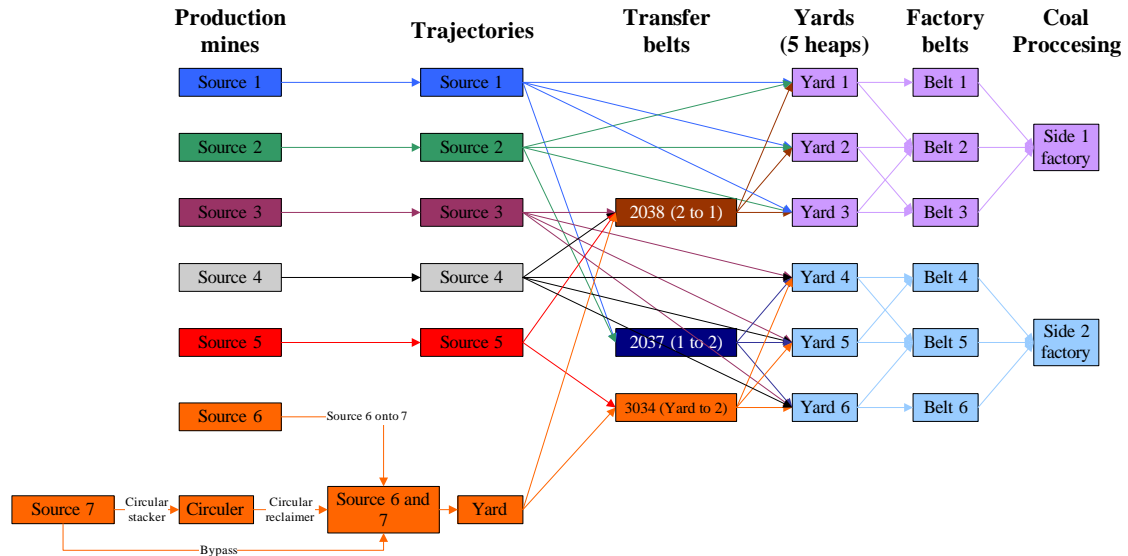 Production mines
Trajectories
Transfer belts
Yards (5 heaps)
Factory belts
Coal Proccesing
Source 1
Source 1
Yard 1
Belt 1
Source 2
Source 2
Yard 2
Belt 2
Side 1 factory
Source 3
Source 3
2038 (2 to 1)
Yard 3
Belt 3
Source 4
Source 4
Yard 4
Belt 4
Source 5
Source 5
2037 (1 to 2)
Yard 5
Belt 5
Side 2 factory
Source 6
Source 6 onto 7
3034 (Yard to 2)
Yard 6
Belt 6
Source 7
Circular stacker
Circuler
Circular reclaimer
Source 6 and 7
Yard
Bypass